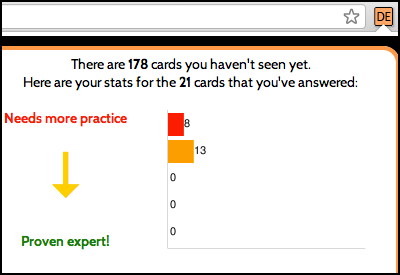 DE
There are 178 cards you haven't seen yet.
Here are your stats for the 21 cards that you've answered:
Needs more practice
8
13
0
0
0
Proven expert!